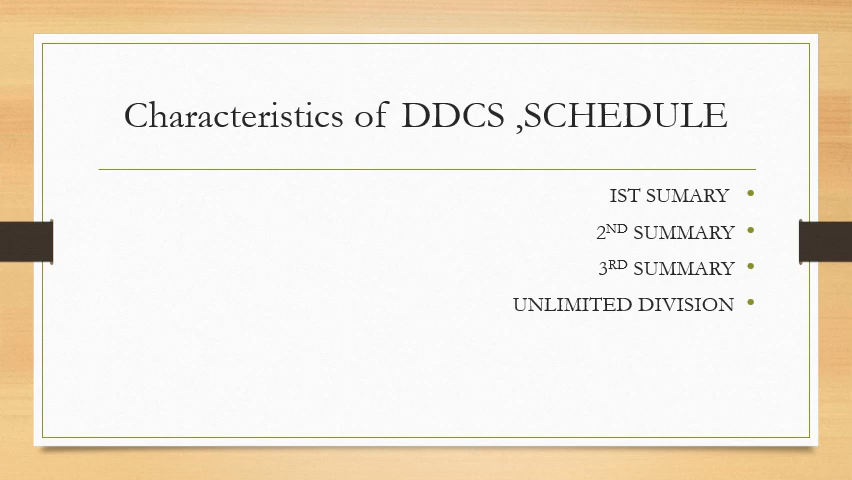 Characteristics of DDCS ,SCHEDULE
IST SUMARY •
2ND SUMMARY •
3RD SUMMARY •
UNLIMITED DIVISION •